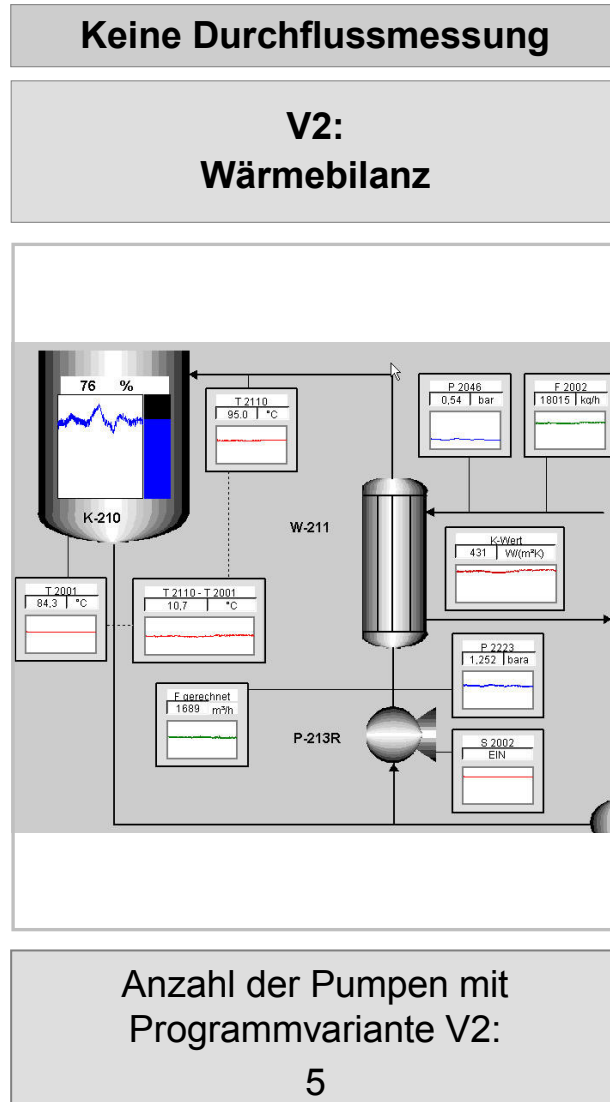 Keine Durchflussmessung
V2:
Wärmebilanz
76 %
T 2110
95.0 °C
P 2046
0,54 bar
F 2002
18015 kg/h
K-210
W-211
K-Wert
431 W/(m²K)
T 2001
84,3 °C
T 2110 - T 2001
10,7 °C
P 2223
1,252 bara
F gerechnet
1689 m³/h
P-213R
S 2002
EIN
Anzahl der Pumpen mit
Programmvariante V2:
5